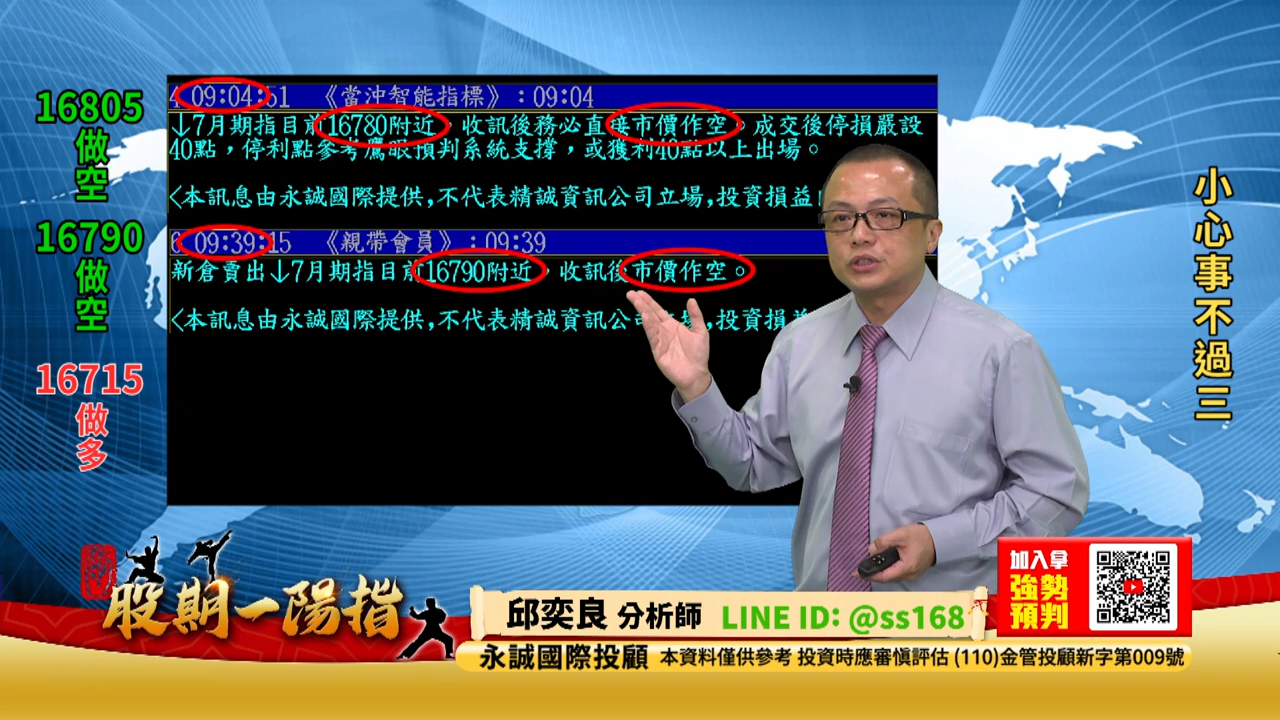 16805
做空
16790
做空
16715
做多
4 09:04:51 《當沖智能指標》:09:04
↓7月期指目前16780附近，收訊後務必直接市價作空。成交後停損嚴設
40點，停利點參考鷹眼預判系統支撐，或獲利40點以上出場。
<本訊息由永誠國際提供,不代表精誠資訊公司立場,投資損益
6 09:39:15 《親帶會員》:09:39
新倉賣出↓7月期指目前16790附近，收訊後市價作空。
<本訊息由永誠國際提供,不代表精誠資訊公
投資損
小心事不過三
股期一陽指
邱奕良 分析師 LINE ID: @ss168
加入拿
強勢
預判
永誠國際投顧 本資料僅供參考 投資時應審慎評估 (110)金管投顧新字第009號